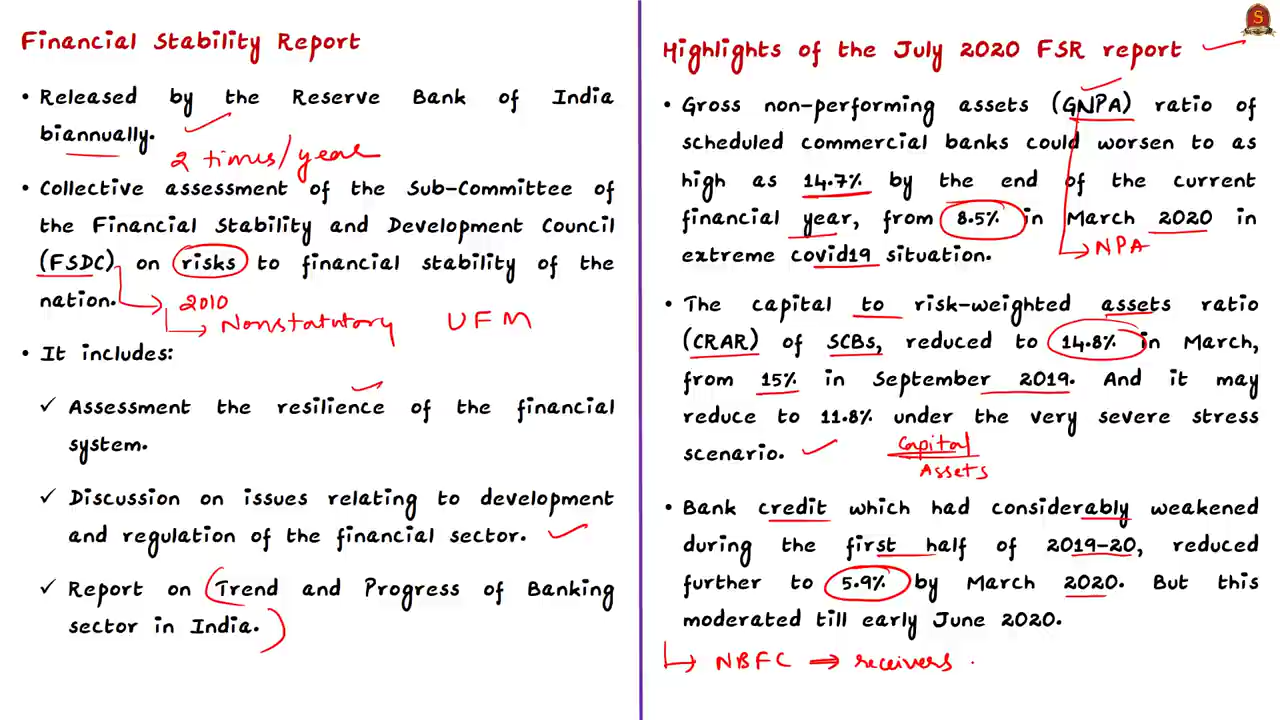 Financial Stability Report
• Released by the Reserve Bank of India
biannually.
2 times/year
• Collective assessment of the Sub-Committee of
the Financial Stability and Development Council
(FSDC) on risks to financial stability of the
nation.
2010
Nonstatutory UFM
• It includes:
✓ Assessment the resilience of the financial
system.
✓ Discussion on issues relating to development
and regulation of the financial sector.
✓ Report on (Trend and Progress of Banking
sector in India.)
S
Highlights of the July 2020 FSR report
• Gross non-performing assets (GNPA) ratio of
scheduled commercial banks could worsen to as
high as 14.7% by the end of the current
financial year, from 8.5% in March 2020 in
extreme covid19 situation.
NPA
• The capital to risk-weighted assets ratio
(CRAR) of SCBs, reduced to 14.8% in March,
from 15% in September 2019. And it may
reduce to 11.8% under the very severe stress
scenario.
Capital
Assets
• Bank credit which had considerably weakened
during the first half of 2019-20, reduced
further to 5.9% by March 2020. But this
moderated till early June 2020.
NBFC ⇒ receivers